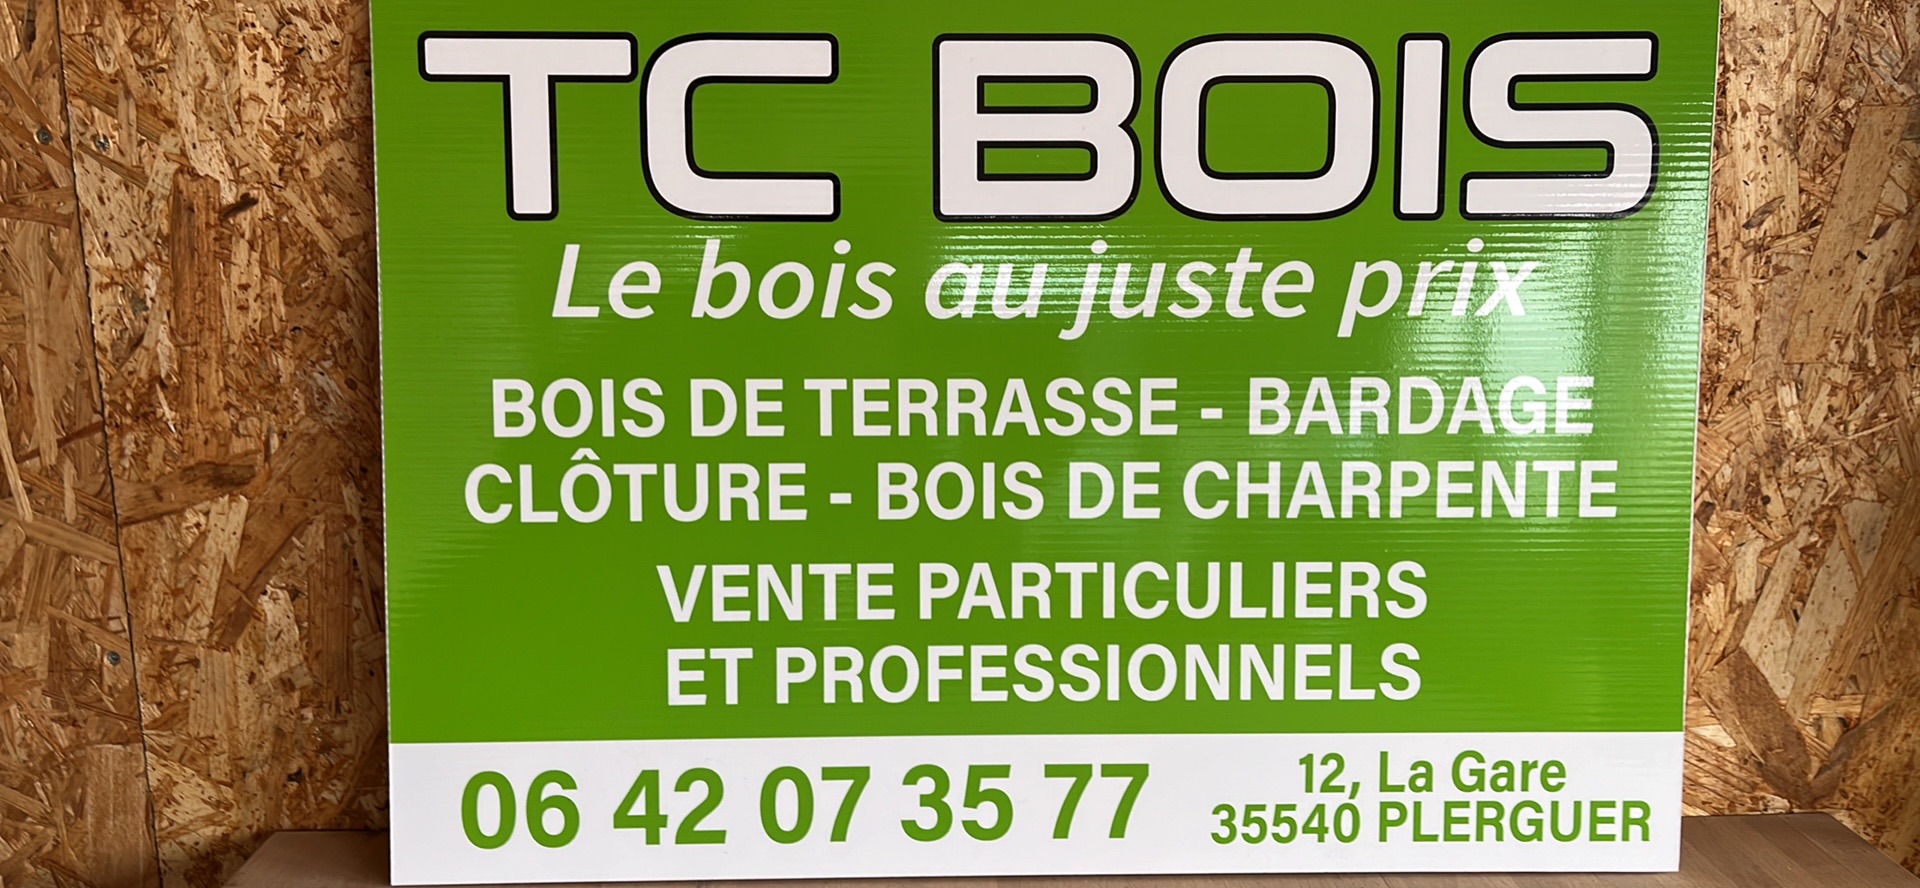 TC BOIS
Le bois au juste prix
BOIS DE TERRASSE - BARDAGE
CLÔTURE - BOIS DE CHARPENTE
VENTE PARTICULIERS
ET PROFESSIONNELS
06 42 07 35 77
12, La Gare
35540 PLERGUER